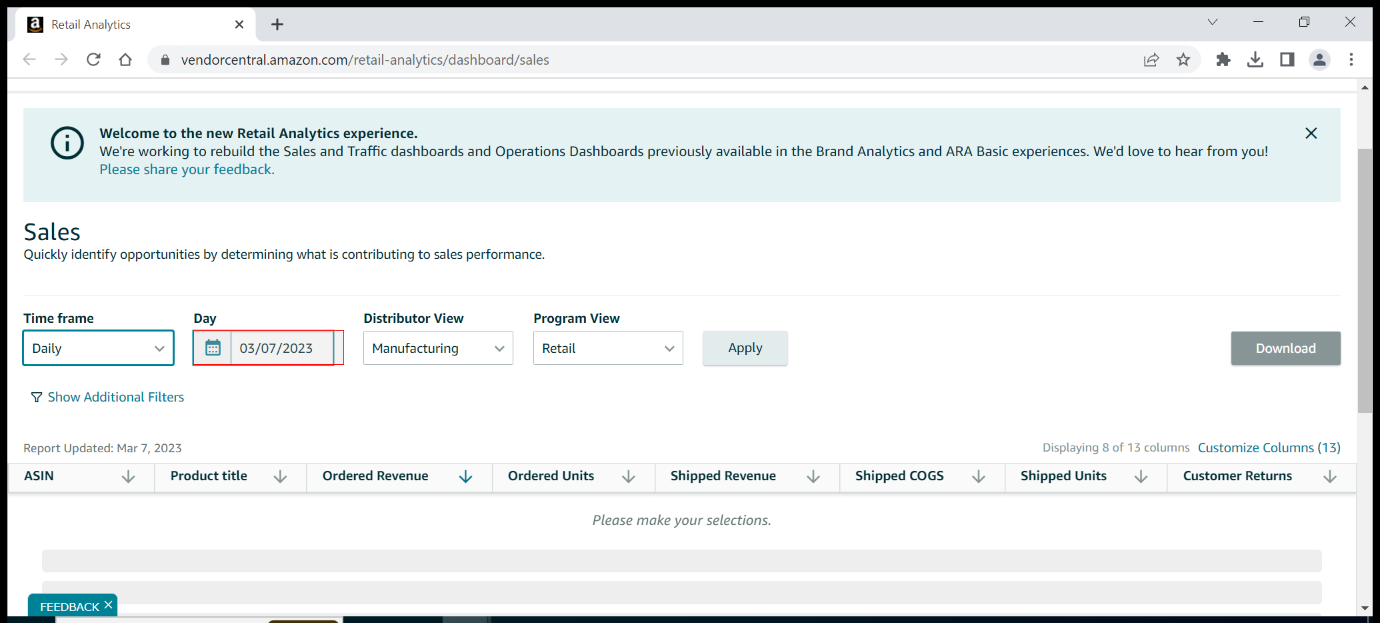 Retail Analytics
vendorcentral.amazon.com/retail-analytics/dashboard/sales
Welcome to the new Retail Analytics experience.
We're working to rebuild the Sales and Traffic dashboards and Operations Dashboards previously available in the Brand Analytics and ARA Basic experiences. We'd love to hear from you!
Please share your feedback.
Sales
Quickly identify opportunities by determining what is contributing to sales performance.
Time frame Day Distributor View Program View
Daily 03/07/2023 Manufacturing Retail Apply Download
Show Additional Filters
Report Updated: Mar 7, 2023 Displaying 8 of 13 columns Customize Columns (13)
ASIN Product title Ordered Revenue Ordered Units Shipped Revenue Shipped COGS Shipped Units Customer Returns
Please make your selections.
FEEDBACK